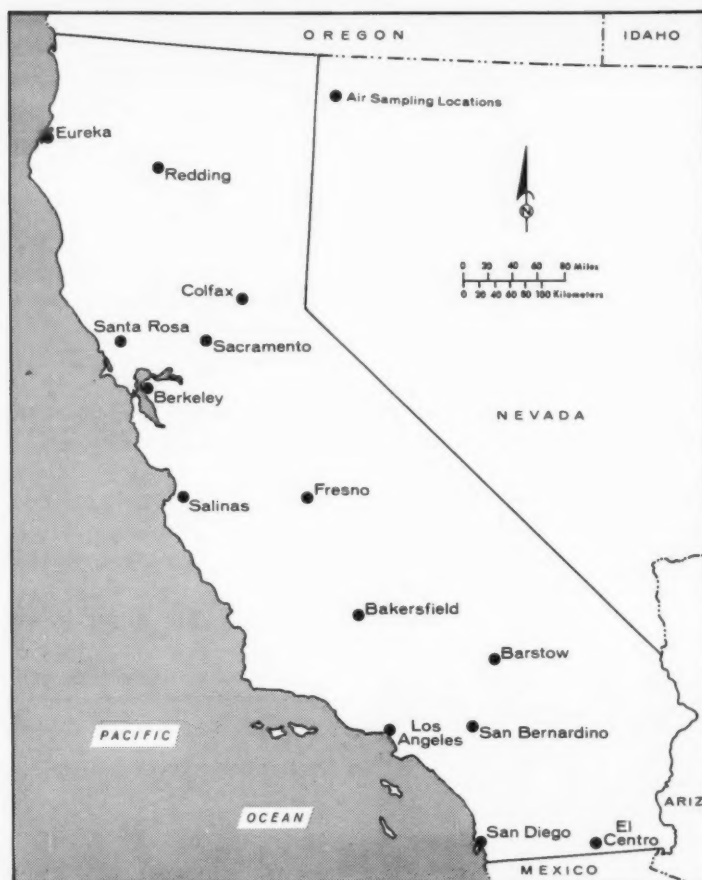 OREGON
IDAHO
Air Sampling Locations
Eureka
Redding
N
0 20 40 60 80 Miles
0 20 40 60 80 100 Kilometers
Colfax
Santa Rosa
Sacramento
Berkeley
NEVADA
Salinas
Fresno
Bakersfield
Barstow
PACIFIC
Los
Angeles
San Bernardino
ARIZ
OCEAN
San Diego
El
Centro
MEXICO